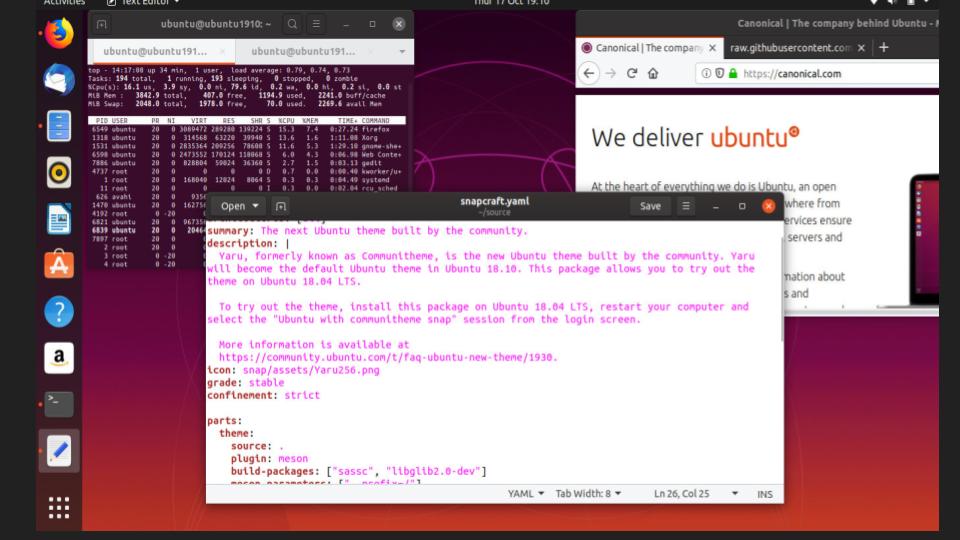 Activities
Text Editor
Thur 17 Oct 19:10
ubuntu@ubuntu1910: ~
ubuntu@ubuntu191...
ubuntu@ubuntu191...
top - 14:17:00 up 34 min, 1 user, load average: 0.79, 0.74, 0.73
Tasks: 194 total, 1 running, 193 sleeping, 0 stopped, 0 zombie
%Cpu(s): 16.1 us, 3.9 sy, 0.0 ni, 79.6 id, 0.2 wa, 0.0 hi, 0.2 si, 0.0 st
MiB Mem : 3842.9 total, 407.0 free, 1194.9 used, 2241.0 buff/cache
MiB Swap: 2048.0 total, 1978.0 free, 70.0 used. 2269.6 avail Mem
PID USER PR NI VIRT RES SHR S %CPU %MEM TIME+ COMMAND
6549 ubuntu 20 0 3089472 289280 139224 S 15.3 7.4 0:27.24 firefox
1318 ubuntu 20 0 314568 63220 39940 S 13.6 1.6 1:11.08 Xorg
1531 ubuntu 20 0 2835364 209256 78608 S 11.6 5.3 1:29.10 gnome-she+
6598 ubuntu 20 0 2473552 170124 118068 S 6.0 4.3 0:06.98 Web Conte+
7886 ubuntu 20 0 828804 59024 36360 S 2.7 1.5 0:03.13 gedit
4737 root 20 0 0 0 0 D 0.7 0.0 0:00.40 kworker/u+
1 root 20 0 168040 12024 8064 S 0.3 0.3 0:04.49 systemd
11 root 20 0 0 0 0 I 0.3 0.0 0:02.04 rcu_sched
626 avahi 20 0
1470 ubuntu 20 0
4192 root 0 -20
6821 ubuntu 20 0
6839 ubuntu 20 0
7897 root 20 0
2 root 20 0
3 root 0 -20
4 root 0 -20
Canonical | The company behind Ubuntu - M
Canonical | The company
raw.githubusercontent.com
https://canonical.com
We deliver ubuntu
At the heart of everything we do is Ubuntu, an open
where from
ervices ensure
servers and
mation about
s and
Open
snapcraft.yaml
~/source
Save
summary: The next Ubuntu theme built by the community.
description: |
Yaru, formerly known as Communitheme, is the new Ubuntu theme built by the community. Yaru
will become the default Ubuntu theme in Ubuntu 18.10. This package allows you to try out the
theme on Ubuntu 18.04 LTS.
To try out the theme, install this package on Ubuntu 18.04 LTS, restart your computer and
select the "Ubuntu with communitheme snap" session from the login screen.
More information is available at
https://community.ubuntu.com/t/faq-ubuntu-new-theme/1930.
icon: snap/assets/Yaru256.png
grade: stable
confinement: strict
parts:
theme:
source: .
plugin: meson
build-packages: ["sassc", "libglib2.0-dev"]
YAML
Tab Width: 8
Ln 26, Col 25
INS